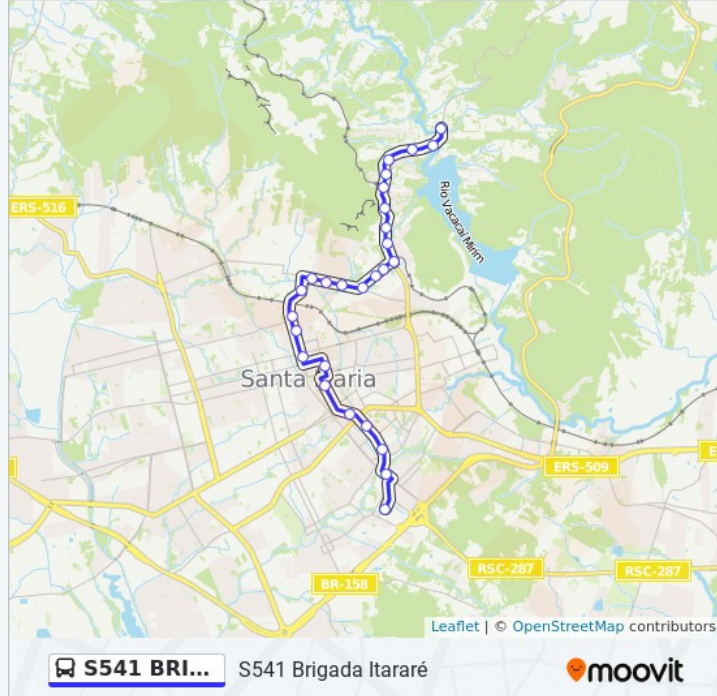 ERS-516
Rio Vacacaí Mirim
Santa Maria
ERS-509
RSC-287
RSC-287
BR-158
Leaflet | © OpenStreetMap contributors
S541 BRI...
S541 Brigada Itararé
moovit